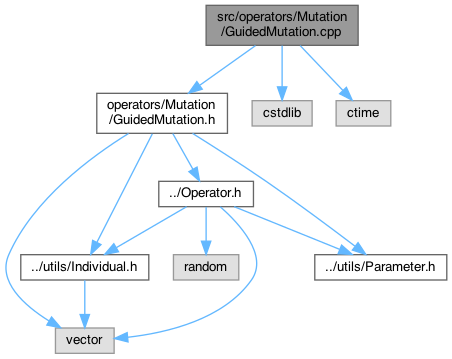 src/operators/Mutation
/GuidedMutation.cpp
operators/Mutation
/GuidedMutation.h
cstdlib
ctime
../Operator.h
../utils/Individual.h
random
../utils/Parameter.h
vector